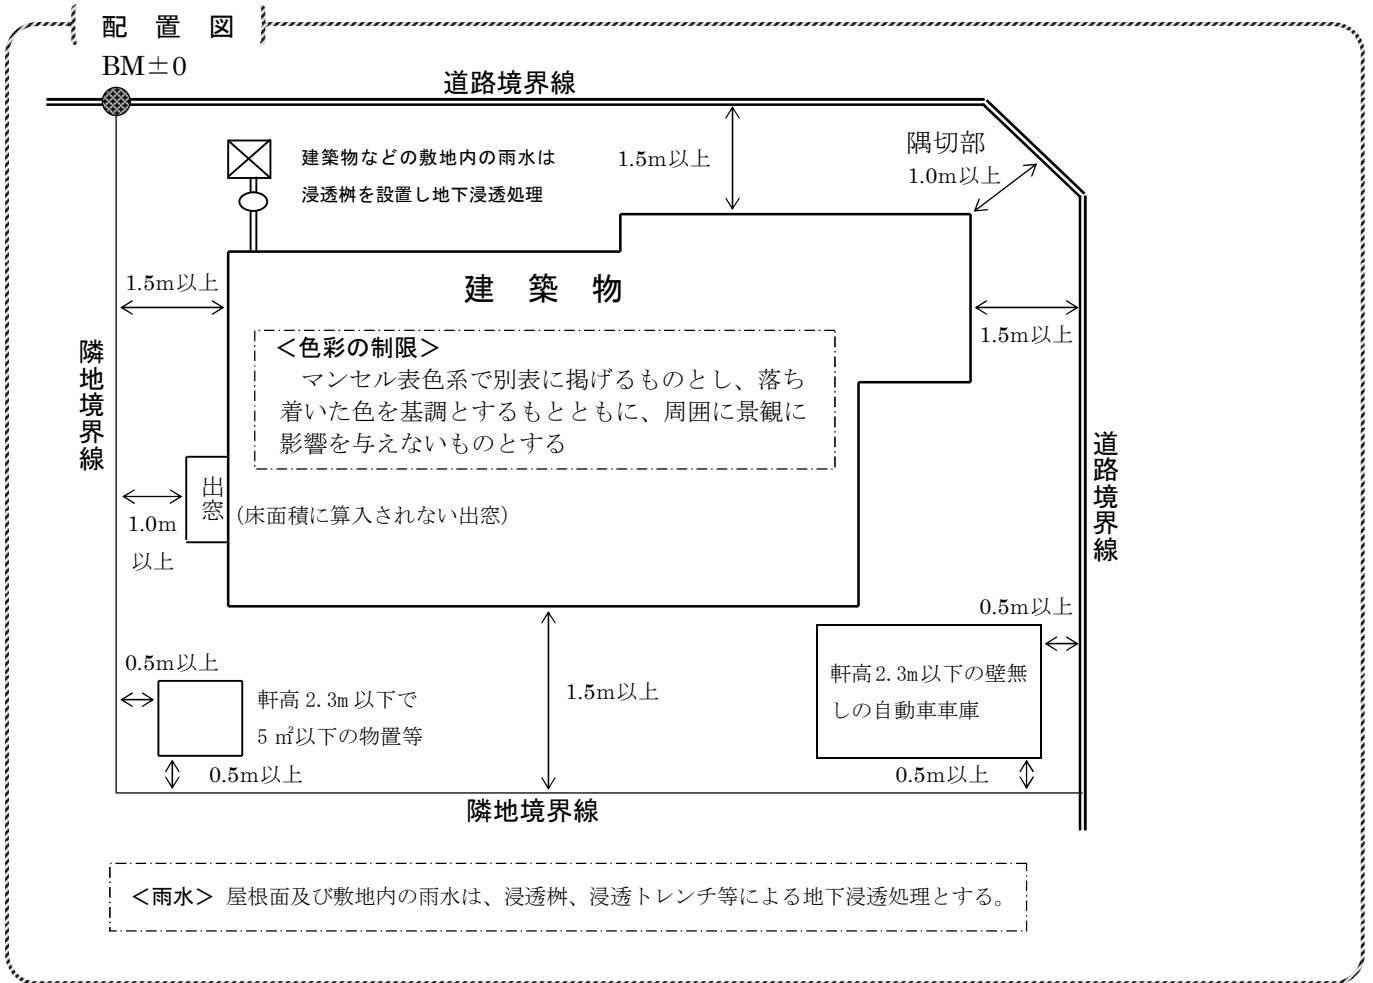 配 置 図
BM±0
道路境界線
建築物などの敷地内の雨水は
浸透桝を設置し地下浸透処理
1.5m以上
隅切部
1.0m以上
1.5m以上
建 築 物
1.5m以上
隣地境界線
＜色彩の制限＞
マンセル表色系で別表に掲げるものとし、落ち
着いた色を基調とするもとともに、周囲に景観に
影響を与えないものとする
道路境界線
出窓
(床面積に算入されない出窓)
1.0m
以上
0.5m以上
0.5m以上
軒高 2.3m 以下で
5 ㎡以下の物置等
1.5m以上
軒高2.3m以下の壁無
しの自動車車庫
0.5m以上
0.5m以上
隣地境界線
＜雨水＞ 屋根面及び敷地内の雨水は、浸透桝、浸透トレンチ等による地下浸透処理とする。